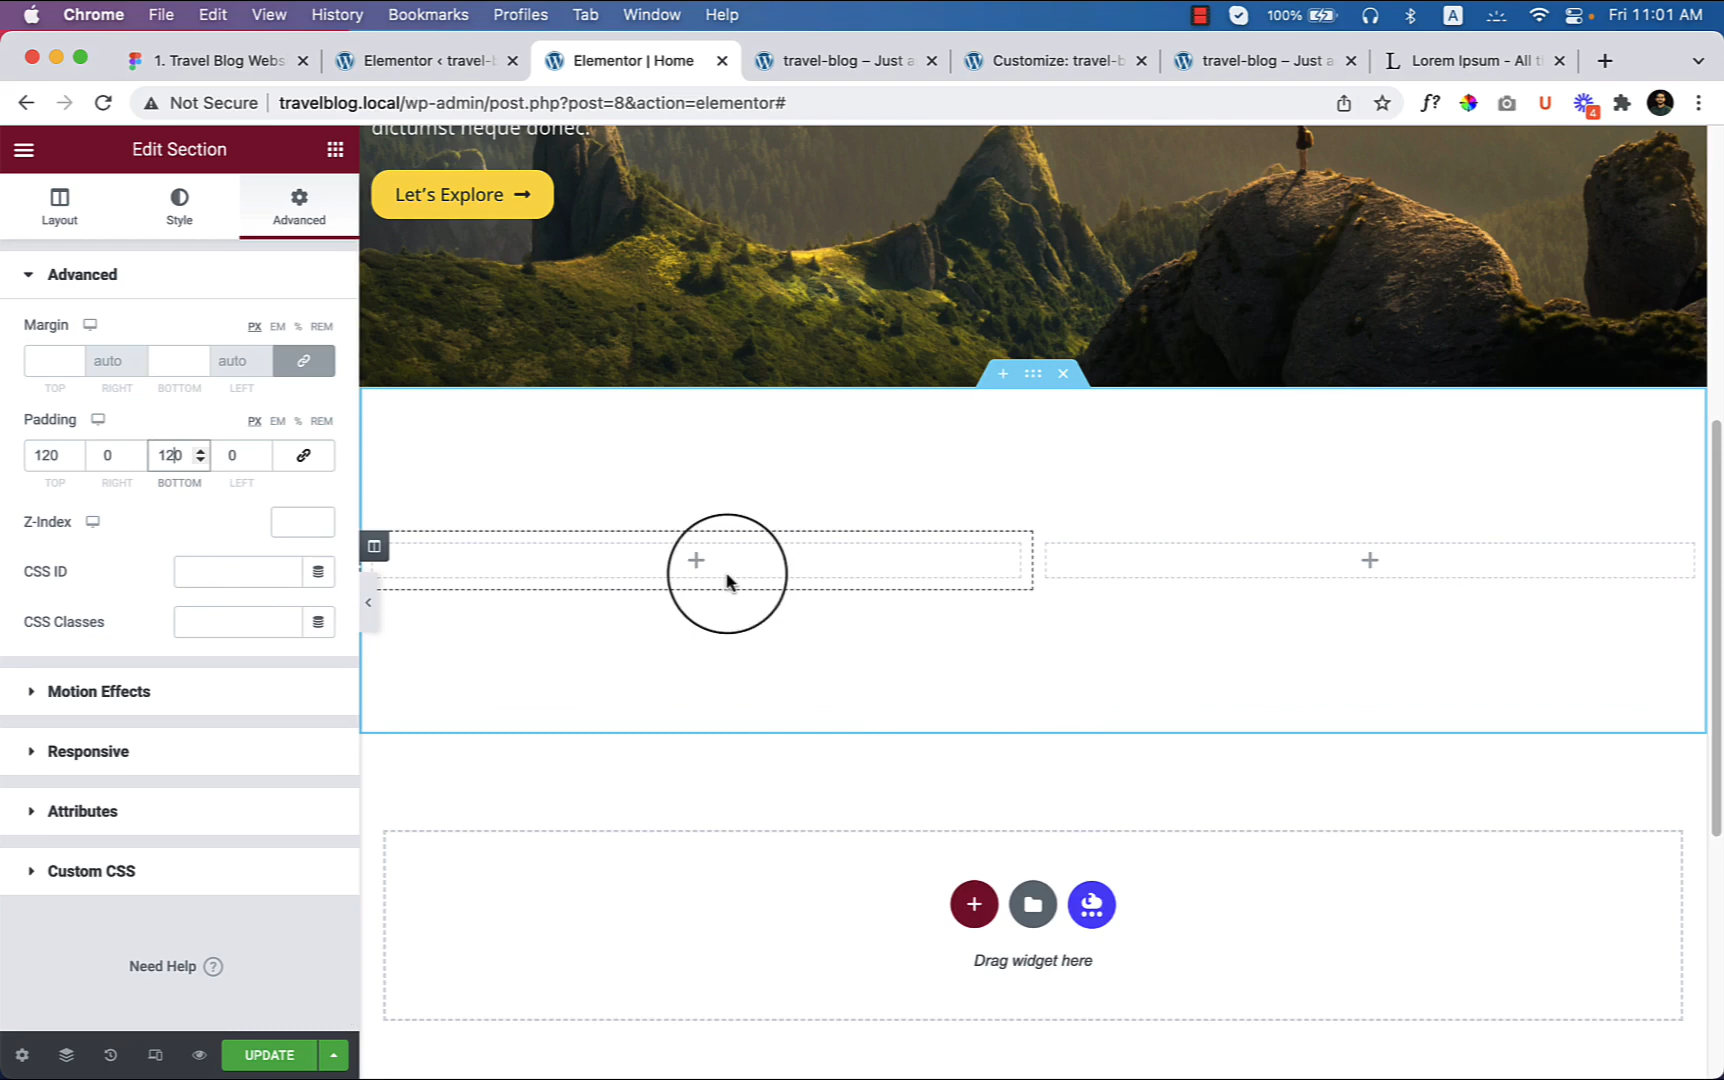 Chrome File Edit View History Bookmarks Profiles Tab Window Help 100% A Fri 11:01 AM
1. Travel Blog Webs Elementor ‹ travel-b Elementor | Home travel-blog – Just a Customize: travel-b travel-blog – Just a L Lorem Ipsum - All t
Not Secure travelblog.local/wp-admin/post.php?post=8&action=elementor# f? U 4
Edit Section
dictumst neque donec.
Layout Style Advanced
Let's Explore
Advanced
Margin PX EM % REM
auto auto
TOP RIGHT BOTTOM LEFT
Padding PX EM % REM
120 0 120 0
TOP RIGHT BOTTOM LEFT
Z-Index
CSS ID
CSS Classes
Motion Effects
Responsive
Attributes
Custom CSS
Drag widget here
Need Help ?
UPDATE